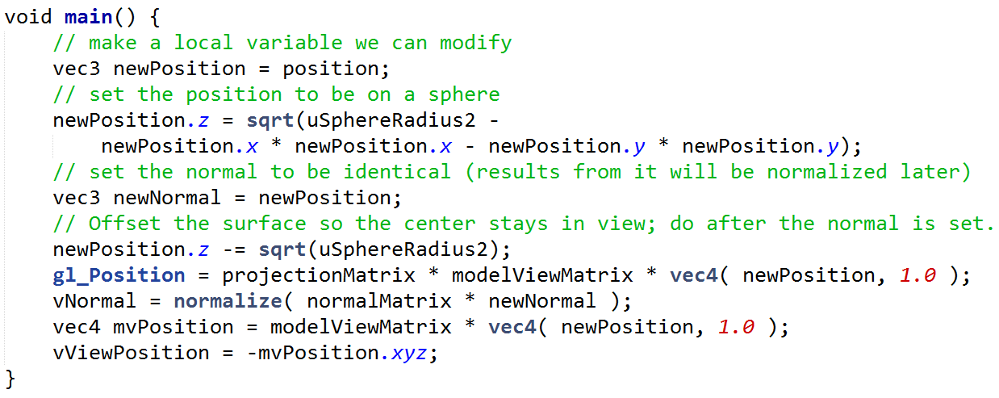 void main() {
    // make a local variable we can modify
    vec3 newPosition = position;
    // set the position to be on a sphere
    newPosition.z = sqrt(uSphereRadius2 -
        newPosition.x * newPosition.x - newPosition.y * newPosition.y);
    // set the normal to be identical (results from it will be normalized later)
    vec3 newNormal = newPosition;
    // Offset the surface so the center stays in view; do after the normal is set.
    newPosition.z -= sqrt(uSphereRadius2);
    gl_Position = projectionMatrix * modelViewMatrix * vec4( newPosition, 1.0 );
    vNormal = normalize( normalMatrix * newNormal );
    vec4 mvPosition = modelViewMatrix * vec4( newPosition, 1.0 );
    vViewPosition = -mvPosition.xyz;
}